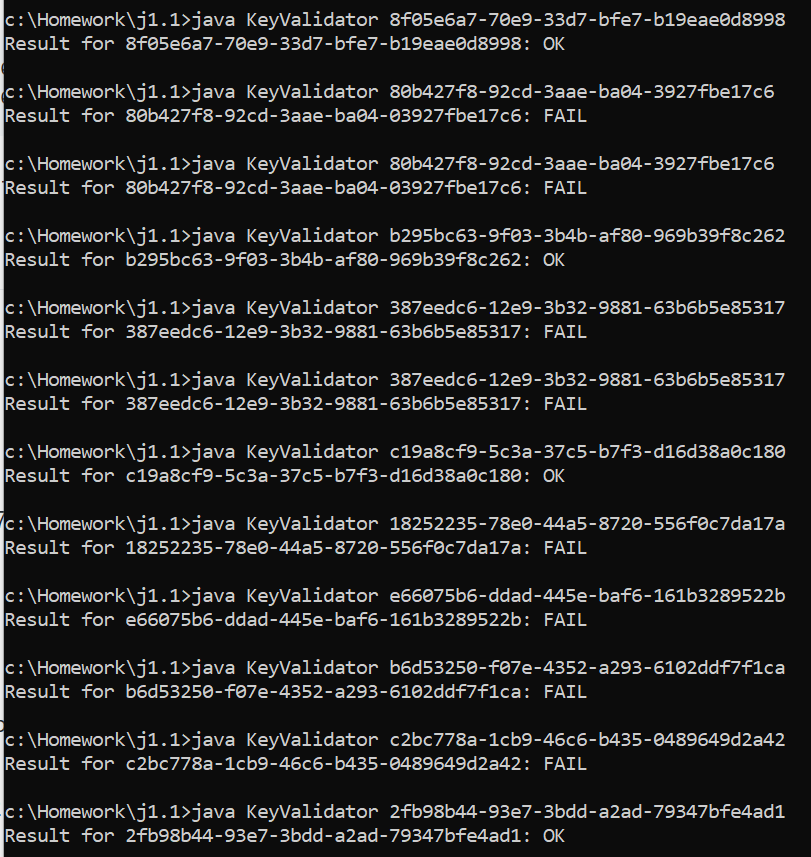 c:\Homework\j1.1>java KeyValidator 8f05e6a7-70e9-33d7-bfe7-b19eae0d8998
Result for 8f05e6a7-70e9-33d7-bfe7-b19eae0d8998: OK
c:\Homework\j1.1>java KeyValidator 80b427f8-92cd-3aae-ba04-3927fbe17c6
Result for 80b427f8-92cd-3aae-ba04-03927fbe17c6: FAIL
c:\Homework\j1.1>java KeyValidator 80b427f8-92cd-3aae-ba04-3927fbe17c6
Result for 80b427f8-92cd-3aae-ba04-03927fbe17c6: FAIL
c:\Homework\j1.1>java KeyValidator b295bc63-9f03-3b4b-af80-969b39f8c262
Result for b295bc63-9f03-3b4b-af80-969b39f8c262: OK
c:\Homework\j1.1>java KeyValidator 387eedc6-12e9-3b32-9881-63b6b5e85317
Result for 387eedc6-12e9-3b32-9881-63b6b5e85317: FAIL
c:\Homework\j1.1>java KeyValidator 387eedc6-12e9-3b32-9881-63b6b5e85317
Result for 387eedc6-12e9-3b32-9881-63b6b5e85317: FAIL
c:\Homework\j1.1>java KeyValidator c19a8cf9-5c3a-37c5-b7f3-d16d38a0c180
Result for c19a8cf9-5c3a-37c5-b7f3-d16d38a0c180: OK
c:\Homework\j1.1>java KeyValidator 18252235-78e0-44a5-8720-556f0c7da17a
Result for 18252235-78e0-44a5-8720-556f0c7da17a: FAIL
c:\Homework\j1.1>java KeyValidator e66075b6-ddad-445e-baf6-161b3289522b
Result for e66075b6-ddad-445e-baf6-161b3289522b: FAIL
c:\Homework\j1.1>java KeyValidator b6d53250-f07e-4352-a293-6102ddf7f1ca
Result for b6d53250-f07e-4352-a293-6102ddf7f1ca: FAIL
c:\Homework\j1.1>java KeyValidator c2bc778a-1cb9-46c6-b435-0489649d2a42
Result for c2bc778a-1cb9-46c6-b435-0489649d2a42: FAIL
c:\Homework\j1.1>java KeyValidator 2fb98b44-93e7-3bdd-a2ad-79347bfe4ad1
Result for 2fb98b44-93e7-3bdd-a2ad-79347bfe4ad1: OK